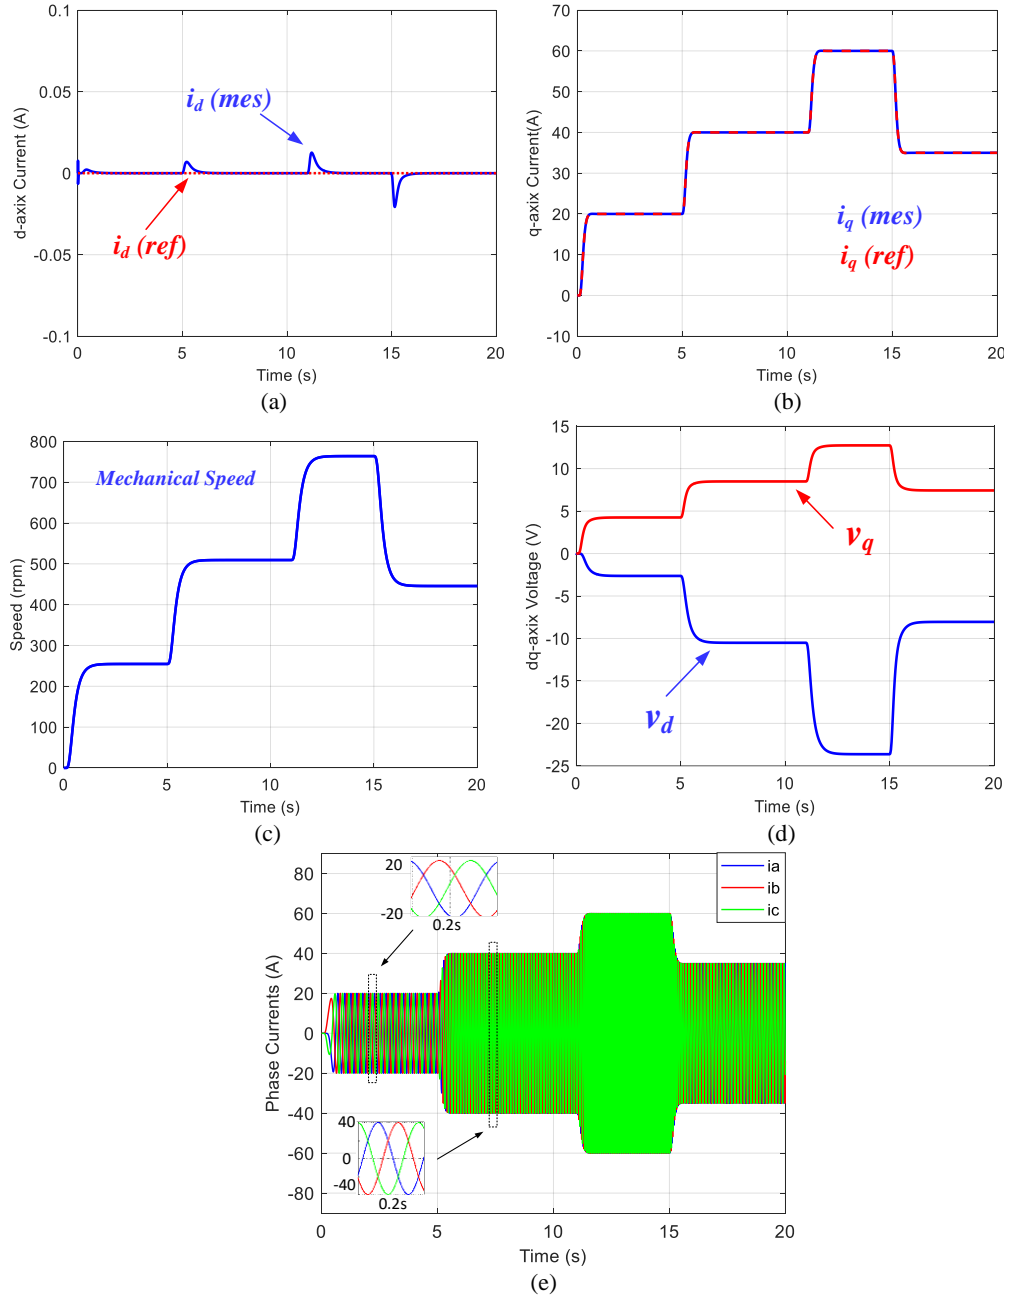 0.1
0.05
0
-0.05
-0.1
d-axix Current (A)
i_d (mes)
i_d (ref)
0 5 10 15 20
Time (s)
(a)
70
60
50
40
30
20
10
0
-10
q-axix Current(A)
i_q (mes)
i_q (ref)
0 5 10 15 20
Time (s)
(b)
800
700
600
500
400
300
200
100
0
Speed (rpm)
Mechanical Speed
0 5 10 15 20
Time (s)
(c)
15
10
5
0
-5
-10
-15
-20
-25
dq-axix Voltage (V)
v_q
v_d
0 5 10 15 20
Time (s)
(d)
80
60
40
20
0
-20
-40
-60
-80
Phase Currents (A)
20
-20
0.2s
40
0
-40
0.2s
ia
ib
ic
0 5 10 15 20
Time (s)
(e)